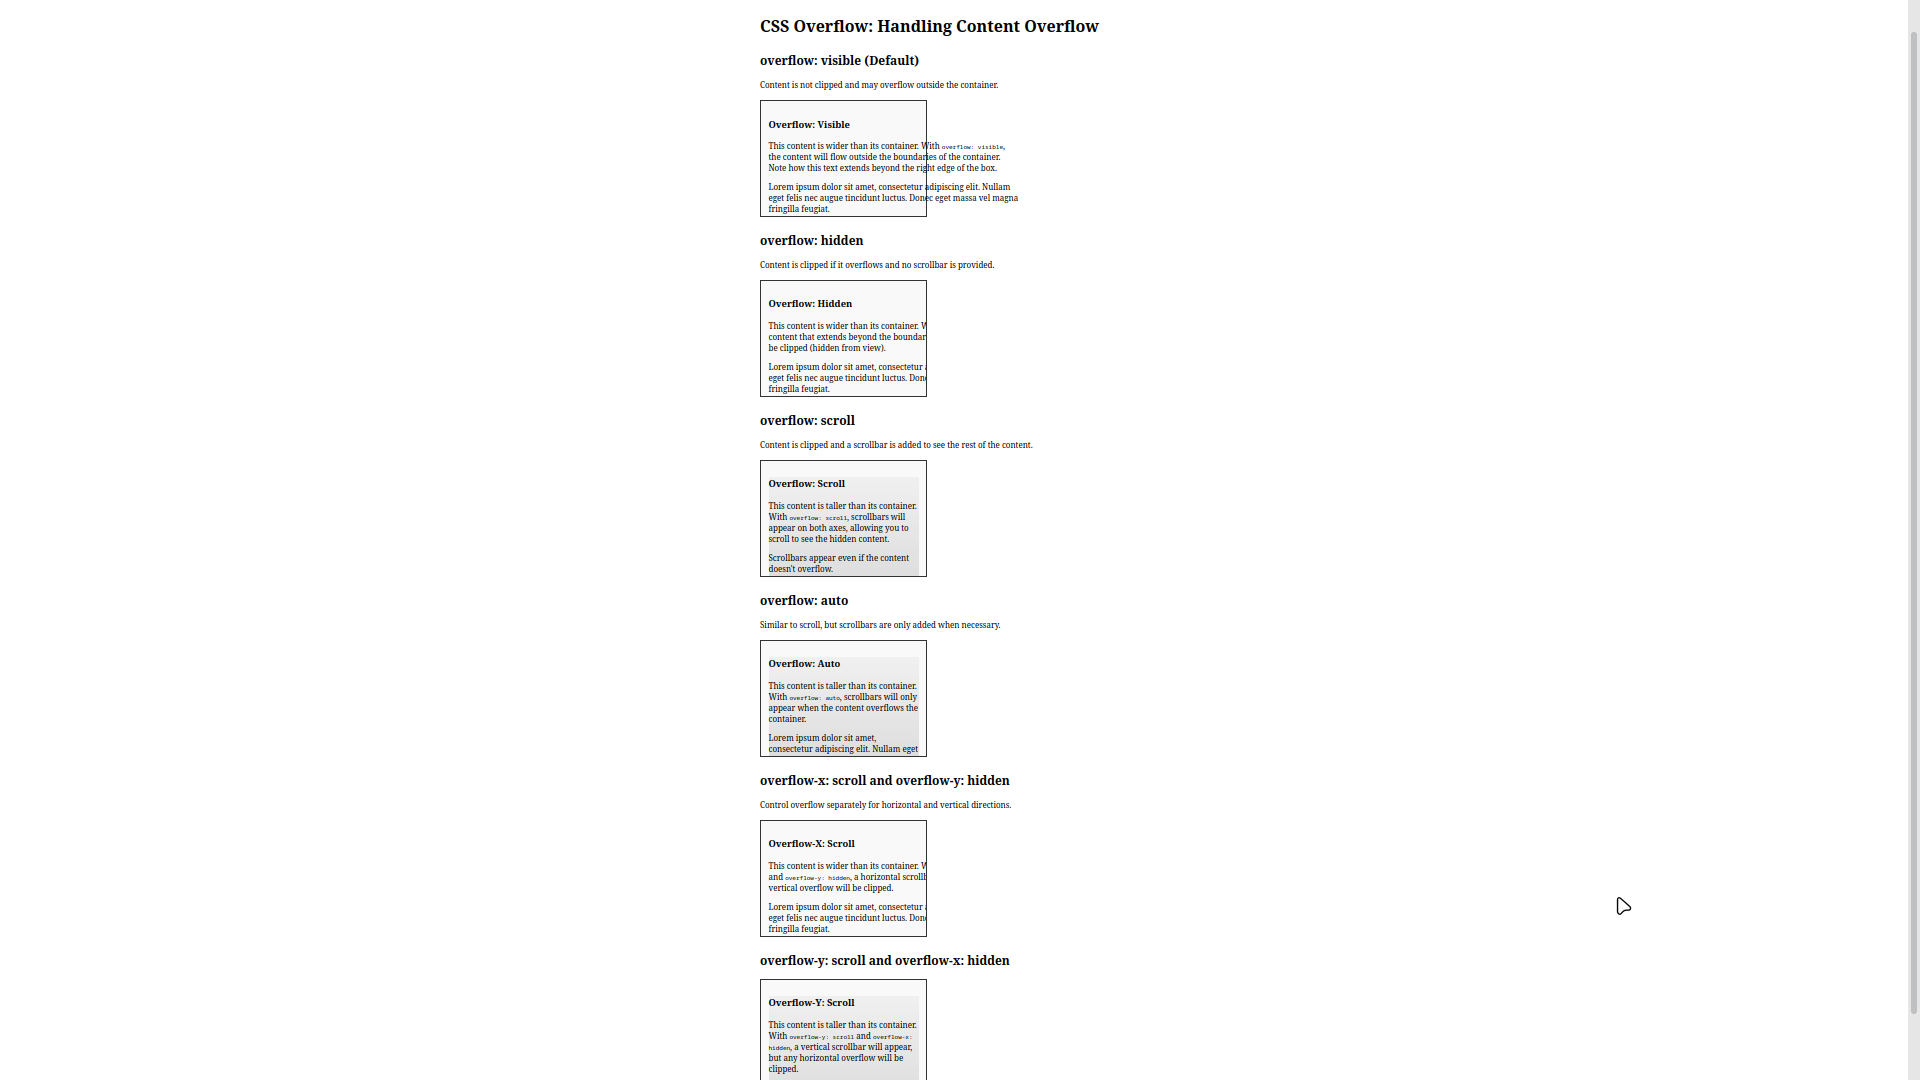 CSS Overflow: Handling Content Overflow
overflow: visible (Default)
Content is not clipped and may overflow outside the container.
Overflow: Visible
This content is wider than its container. With overflow: visible,
the content will flow outside the boundaries of the container.
Note how this text extends beyond the right edge of the box.
Lorem ipsum dolor sit amet, consectetur adipiscing elit. Nullam
eget felis nec augue tincidunt luctus. Donec eget massa vel magna
fringilla feugiat.
overflow: hidden
Content is clipped if it overflows and no scrollbar is provided.
Overflow: Hidden
This content is wider than its container.
content that extends beyond the
be clipped (hidden from view).
Lorem ipsum dolor sit amet, consectetur
eget felis nec augue tincidunt luctus.
fringilla feugiat.
overflow: scroll
Content is clipped and a scrollbar is added to see the rest of the content.
Overflow: Scroll
This content is taller than its container.
With overflow: scroll, scrollbars will
appear on both axes, allowing you to
scroll to see the hidden content.
Scrollbars appear even if the content
doesn't overflow.
overflow: auto
Similar to scroll, but scrollbars are only added when necessary.
Overflow: Auto
This content is taller than its container.
With overflow: auto, scrollbars will only
appear when the content overflows the
container.
Lorem ipsum dolor sit amet,
consectetur adipiscing elit. Nullam eget
overflow-x: scroll and overflow-y: hidden
Control overflow separately for horizontal and vertical directions.
Overflow-X: Scroll
This content is wider than its container.
and overflow-y: hidden, a horizontal
vertical overflow will be clipped.
Lorem ipsum dolor sit amet, consectetur
eget felis nec augue tincidunt luctus.
fringilla feugiat.
overflow-y: scroll and overflow-x: hidden
Overflow-Y: Scroll
This content is taller than its container.
With overflow-y: scroll and overflow-x:
hidden, a vertical scrollbar will appear,
but any horizontal overflow will be
clipped.